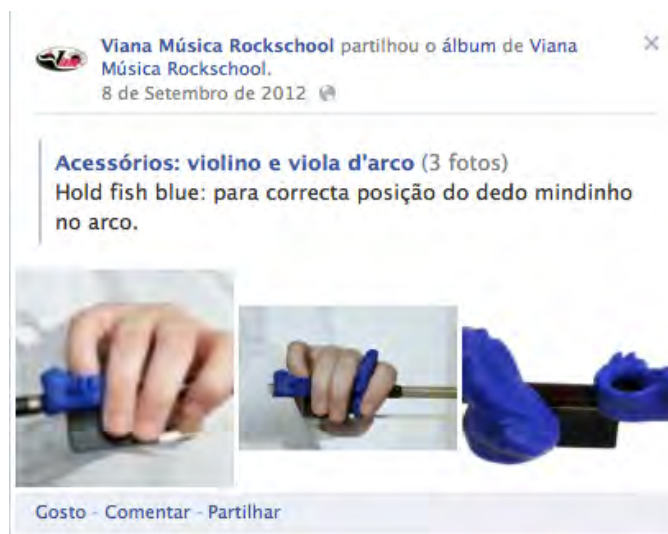 Viana Música Rockschool partilhou o álbum de Viana
Música Rockschool.
8 de Setembro de 2012
Acessórios: violino e viola d'arco (3 fotos)
Hold fish blue: para correcta posição do dedo mindinho
no arco.
Gosto - Comentar - Partilhar